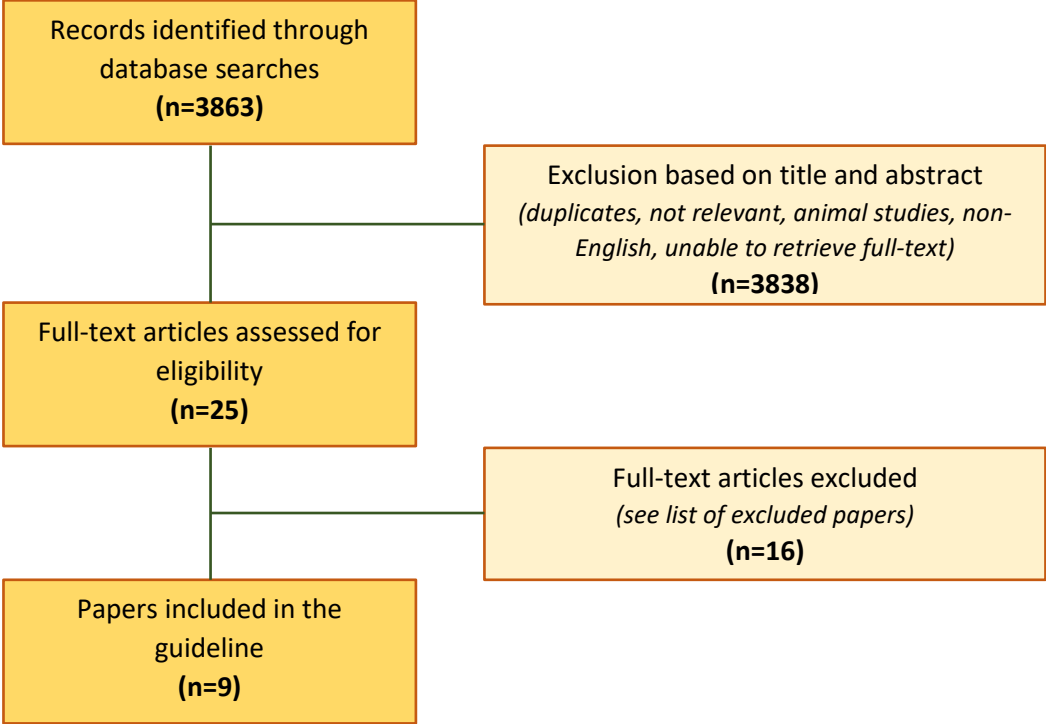 Records identified through
database searches
(n=3863)
Exclusion based on title and abstract
(duplicates, not relevant, animal studies, non-
English, unable to retrieve full-text)
(n=3838)
Full-text articles assessed for
eligibility
(n=25)
Full-text articles excluded
(see list of excluded papers)
(n=16)
Papers included in the
guideline
(n=9)